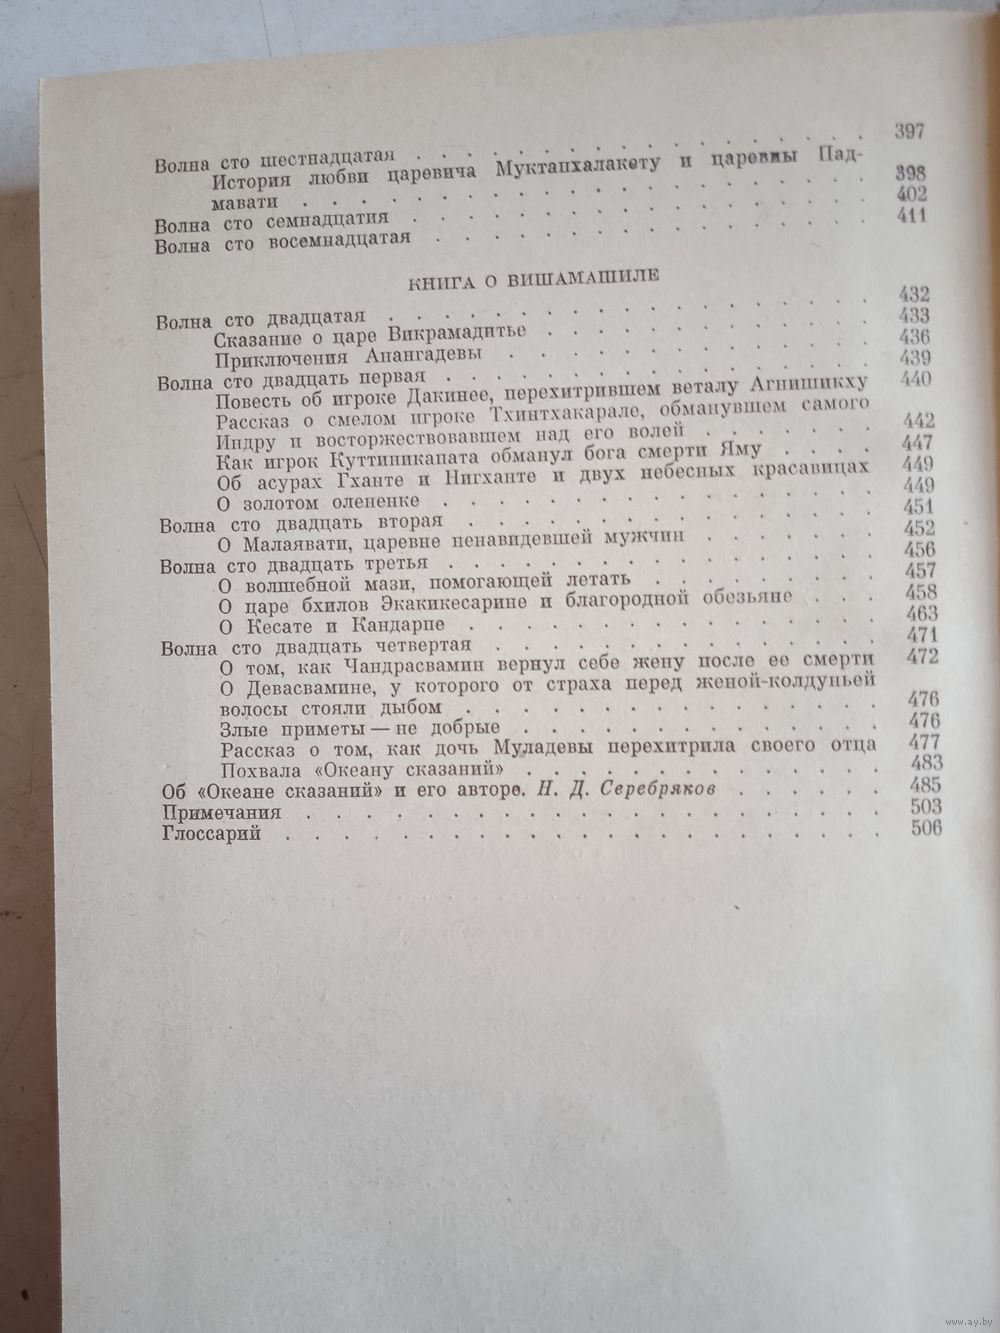 Волна сто шестнадцатая . . . . . . . . . . . . . . . 397
История любви царевича Муктапхалакету и царевны Пад-
мавати . . . . . . . . . . . . . . . . . . . 398
Волна сто семнадцатия . . . . . . . . . . . . . . . 402
Волна сто восемнадцатая . . . . . . . . . . . . . . 411
КНИГА О ВИШАМАШИЛЕ
Волна сто двадцатая . . . . . . . . . . . . . . . . 432
Сказание о царе Викрамадитье . . . . . . . . . . . 433
Приключения Анангадевы . . . . . . . . . . . . . 436
Волна сто двадцать первая . . . . . . . . . . . . . . 439
Повесть об игроке Дакинее, перехитрившем веталу Агнишикху 440
Рассказ о смелом игроке Тхинтхакарале, обманувшем самого
Индру и восторжествовавшем над его волей . . . . . . . 442
Как игрок Куттиникапата обманул бога смерти Яму . . . . 447
Об асурах Гханте и Нигханте и двух небесных красавицах 449
О золотом олененке . . . . . . . . . . . . . . . 449
Волна сто двадцать вторая . . . . . . . . . . . . . . 451
О Малаявати, царевне ненавидевшей мужчин . . . . . . . 452
Волна сто двадцать третья . . . . . . . . . . . . . . 456
О волшебной мази, помогающей летать . . . . . . . . 457
О царе бхилов Экакикесарине и благородной обезьяне . . . 458
О Кесате и Кандарпе . . . . . . . . . . . . . . 463
Волна сто двадцать четвертая . . . . . . . . . . . . . 471
О том, как Чандрасвамин вернул себе жену после ее смерти 472
О Девасвамине, у которого от страха перед женой-колдуньей
волосы стояли дыбом . . . . . . . . . . . . . . 476
Злые приметы — не добрые . . . . . . . . . . . . 476
Рассказ о том, как дочь Муладевы перехитрила своего отца 477
Похвала «Океану сказаний» . . . . . . . . . . . . 483
Об «Океане сказаний» и его авторе. Н. Д. Серебряков . . . . . . 485
Примечания . . . . . . . . . . . . . . . . . . . . 503
Глоссарий . . . . . . . . . . . . . . . . . . . . 506
www.ay.by